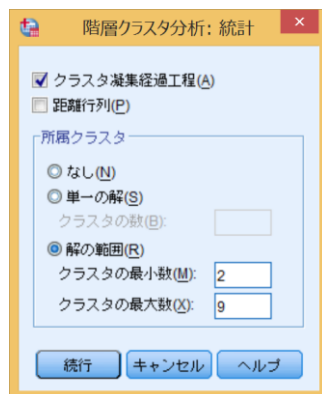 階層クラスタ分析: 統計
クラスタ凝集経過工程(A)
距離行列(P)
所属クラスタ
なし(N)
単一の解(S)
クラスタの数(B):
解の範囲(R)
クラスタの最小数(M): 2
クラスタの最大数(X): 9
続行 キャンセル ヘルプ